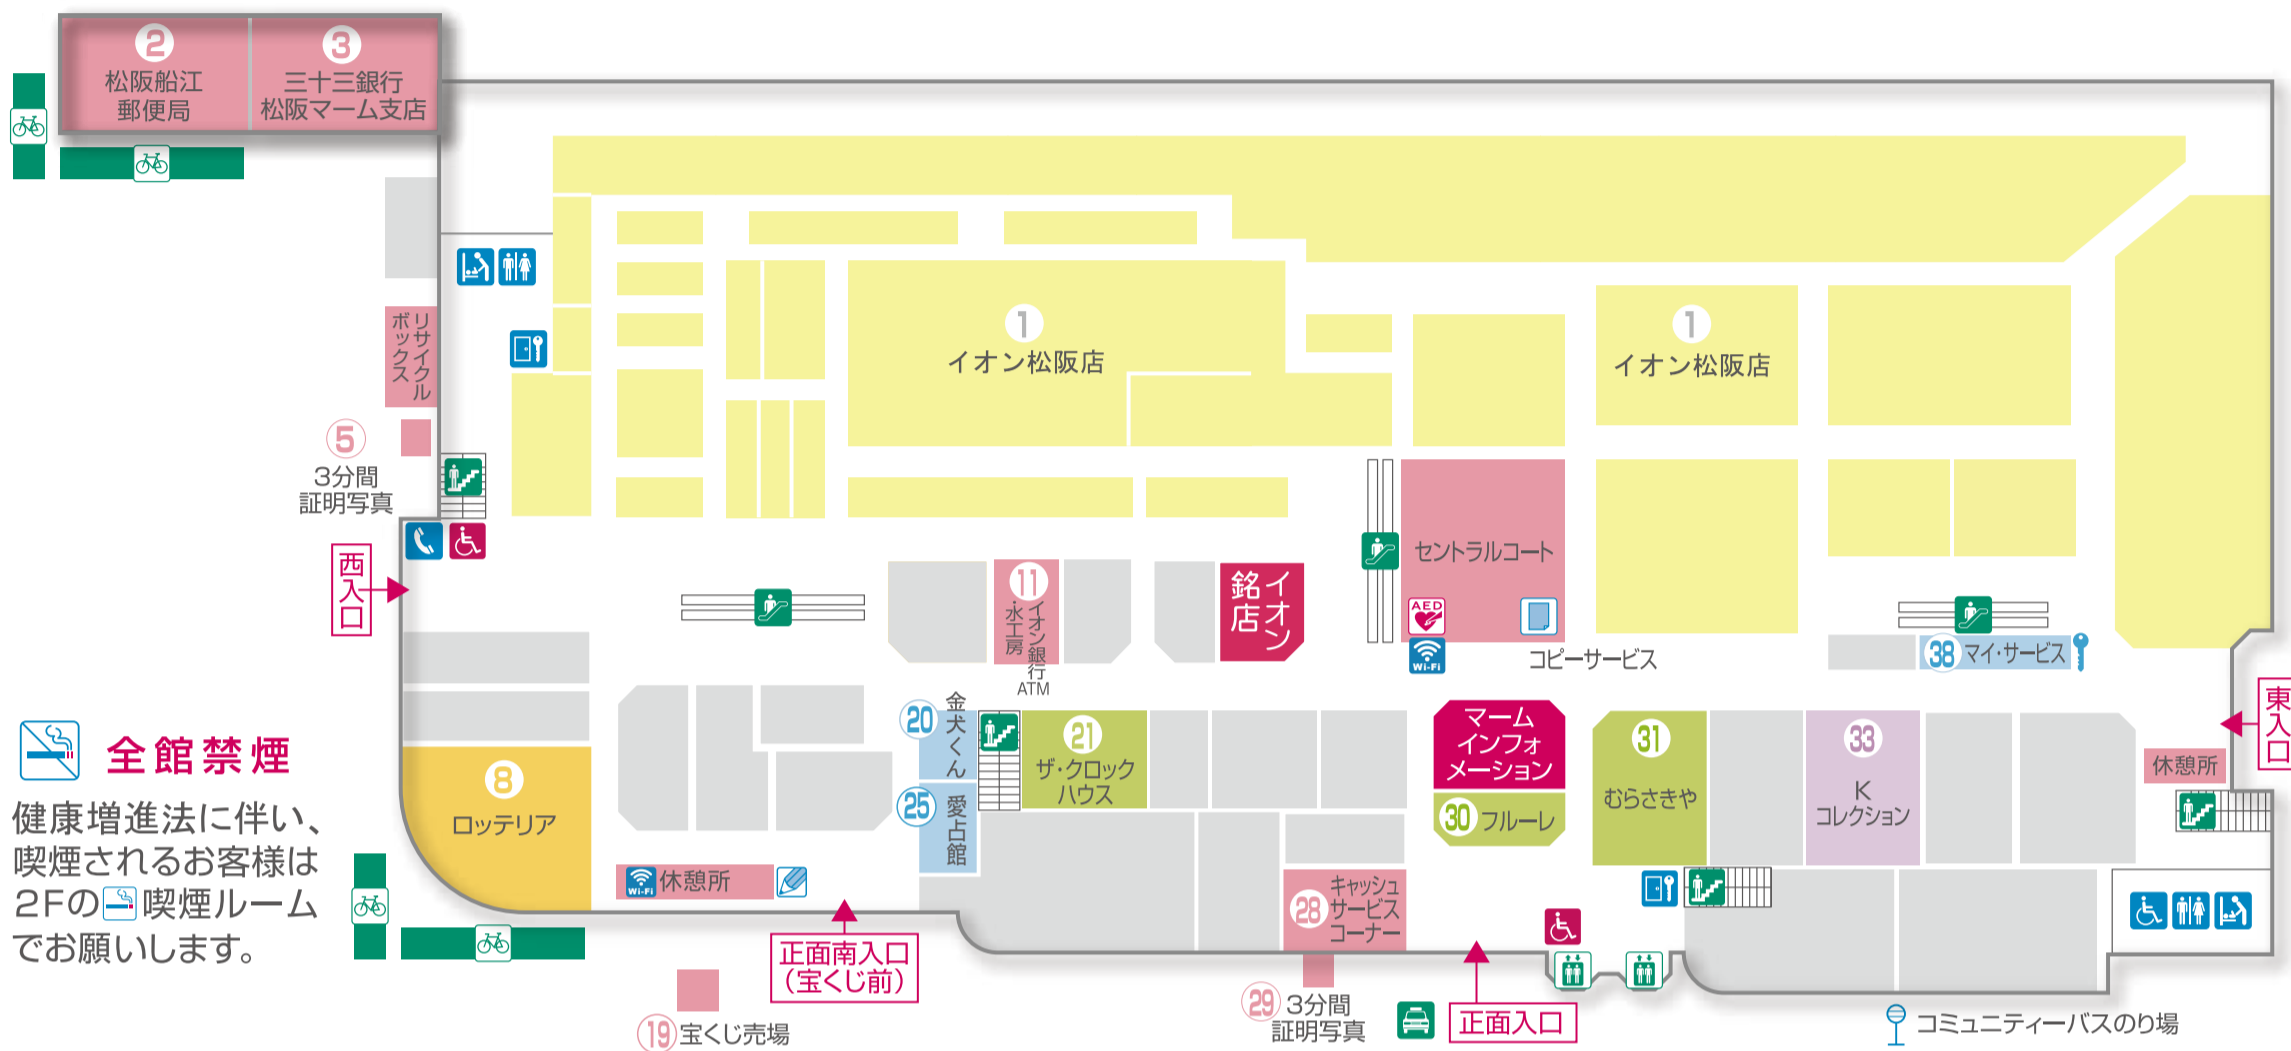 2
松阪船江
郵便局
3
三十三銀行
松阪マーム支店
リサイクル
ボックス
5
3分間
証明写真
西入口
1
イオン松阪店
1
イオン松阪店
11
イオン銀行
・水工房
ATM
イオン
銘店
セントラルコート
AED
Wi-Fi
コピーサービス
38 マイ・サービス
東入口
休憩所
全館禁煙
健康増進法に伴い、
喫煙されるお客様は
2Fの喫煙ルーム
でお願いします。
8
ロッテリア
20 金犬くん
25 愛占館
21
ザ・クロック
ハウス
マーム
インフォ
メーション
30 フルーレ
31
むらさきや
33
K
コレクション
Wi-Fi 休憩所
28 キャッシュ
サービス
コーナー
正面南入口
(宝くじ前)
19 宝くじ売場
29 3分間
証明写真
正面入口
コミュニティーバスのり場